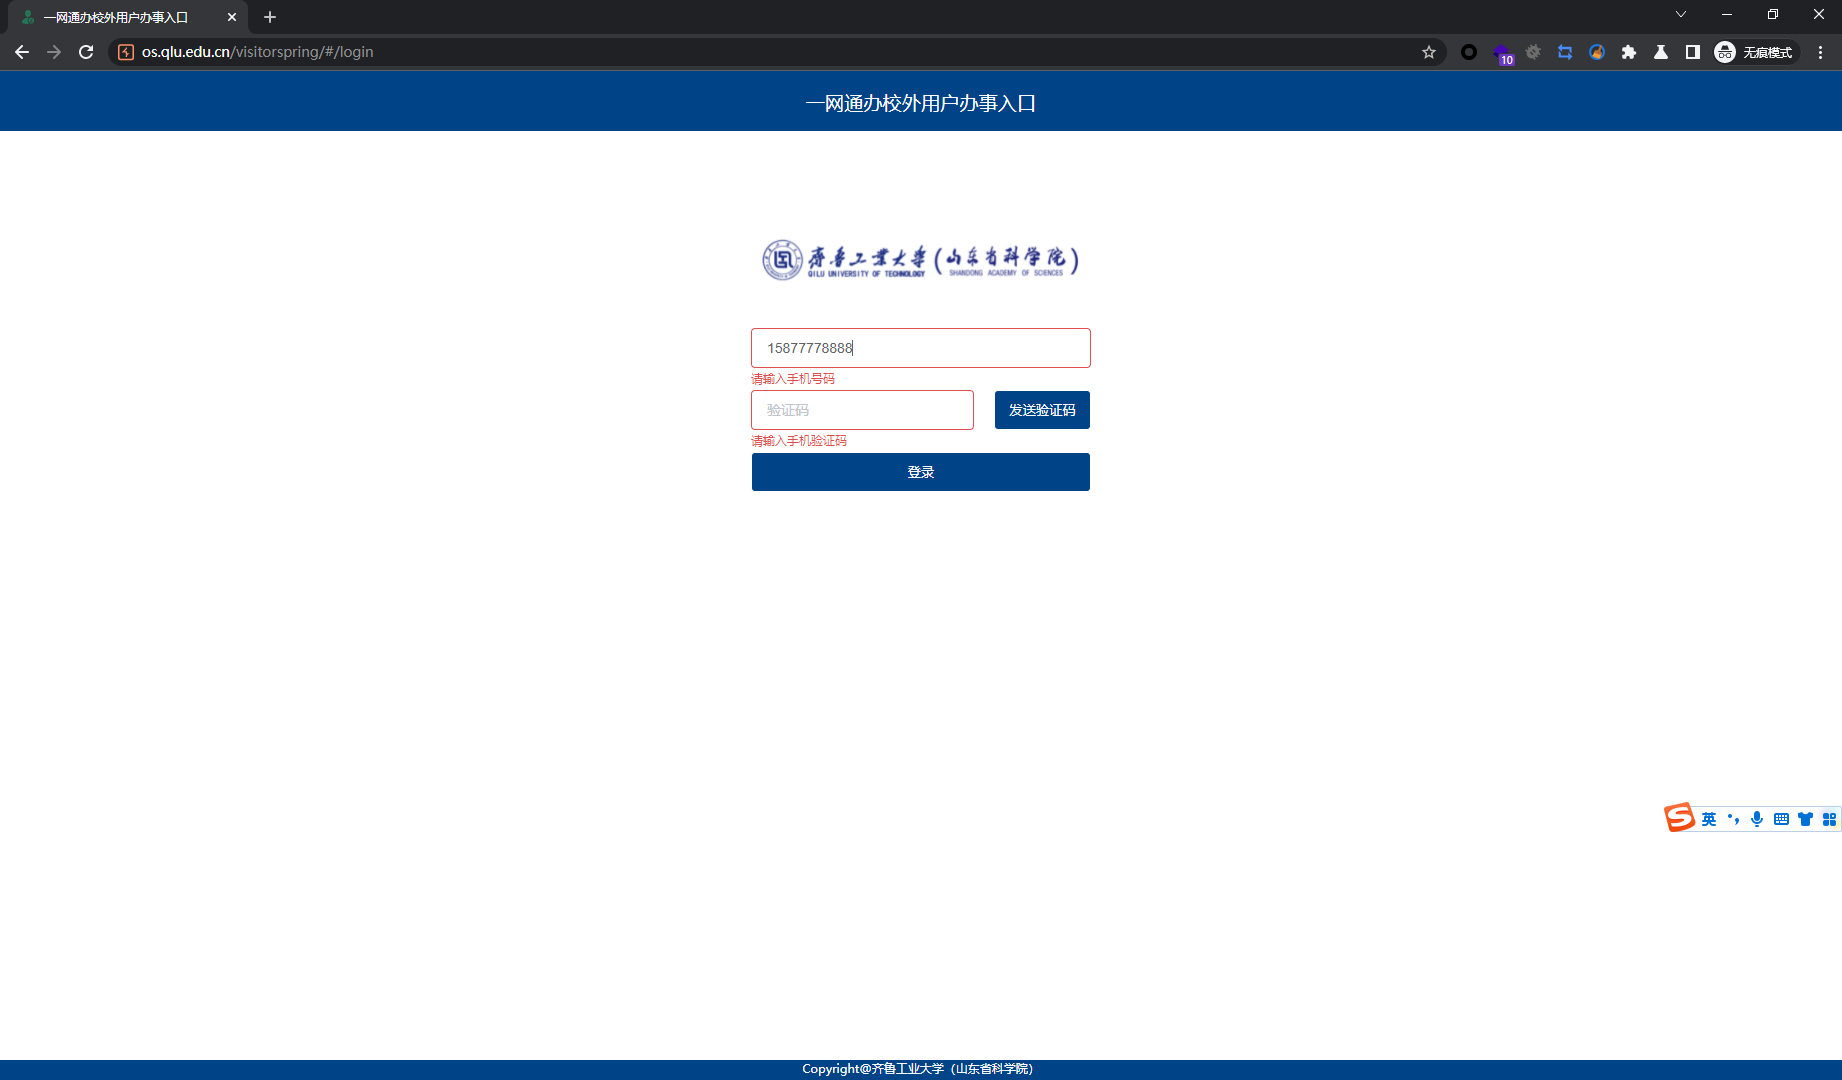 一网通办校外用户办事入口
os.qlu.edu.cn/visitorspring/#/login
10
无痕模式
一网通办校外用户办事入口
齐鲁工业大学(山东省科学院)
QILU UNIVERSITY OF TECHNOLOGY SHANDONG ACADEMY OF SCIENCES
15877778888
请输入手机号码
验证码
发送验证码
请输入手机验证码
登录
S 英
Copyright@齐鲁工业大学（山东省科学院）